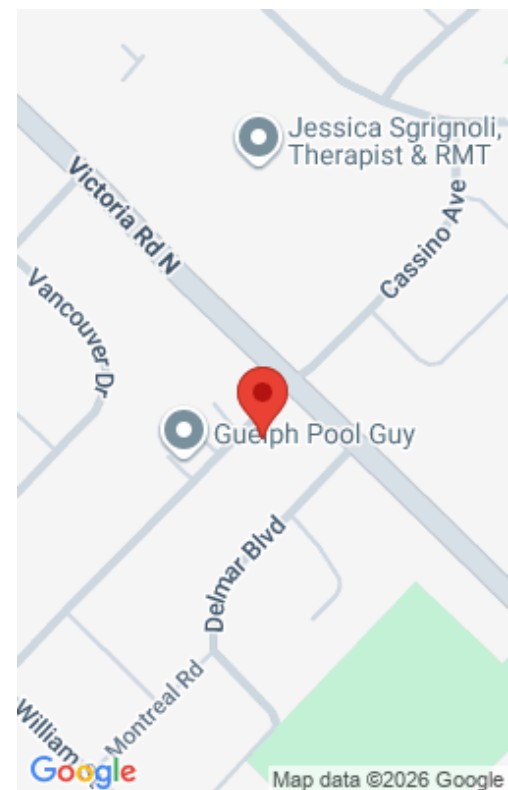 Jessica Sgrignoli,
Therapist & RMT
Victoria Rd N
Cassino Ave
Vancouver Dr
Guelph Pool Guy
Delmar Blvd
Montreal Rd
William
Google
Map data ©2026 Google